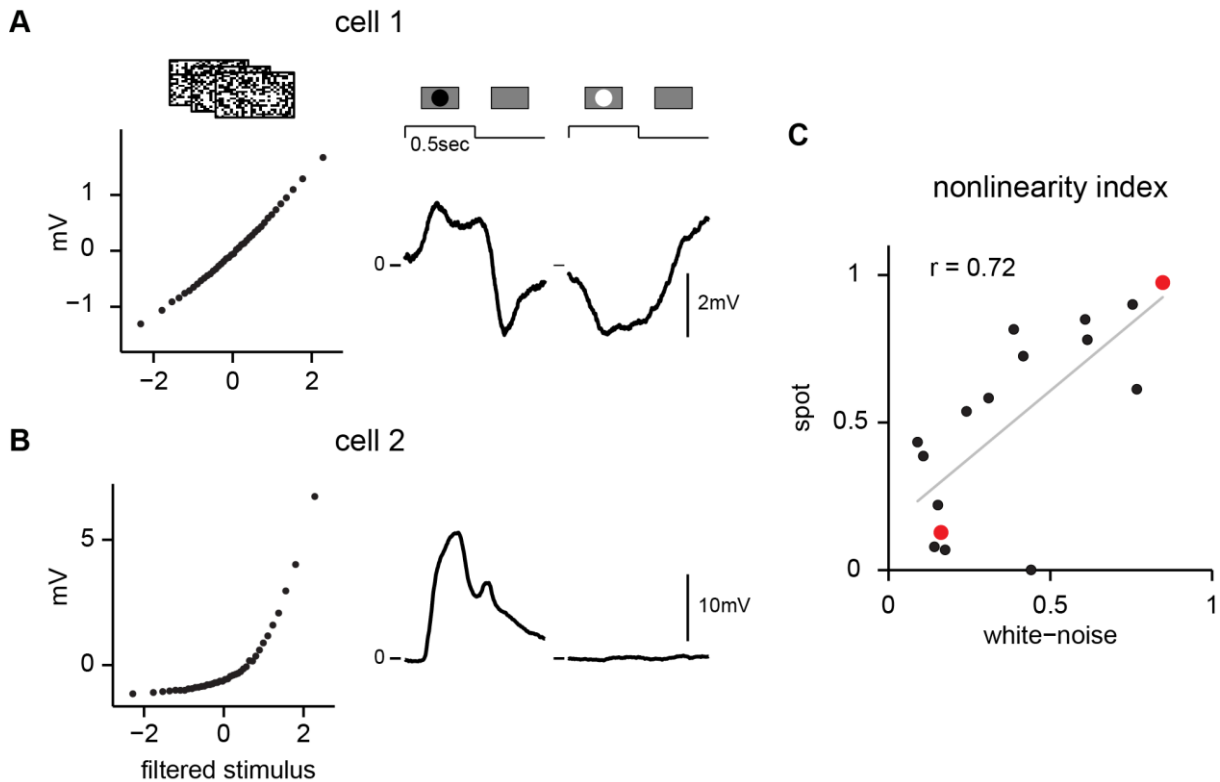 A
cell 1
0.5sec
mV
1
0
−1
−2
0
2
0
2mV
B
cell 2
mV
5
0
−2
0
2
filtered stimulus
0
10mV
C
nonlinearity index
r = 0.72
spot
1
0.5
0
0
0.5
1
white−noise